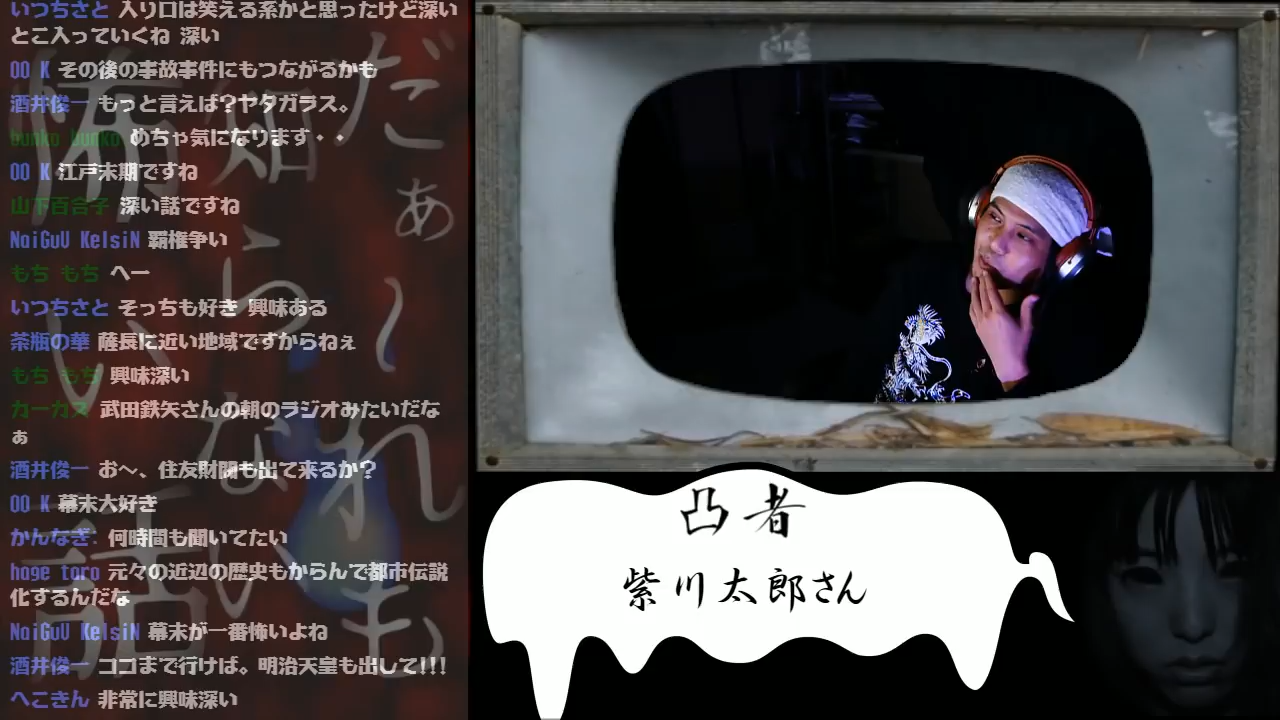 いつちさと 入り口は笑える系かと思ったけど深い
とこ入っていくね 深い
OO K その後の事故事件にもつながるかも
酒井俊一 もっと言えば?ヤタガラス。
bunko bunko めちゃ気になります・・
OO K 江戸末期ですね
山下百合子 深い話ですね
NaiGuU KelsiN 覇権争い
もち もち へー
いつちさと そっちも好き 興味ある
茶瓶の華 薩長に近い地域ですからねぇ
もち もち 興味深い
カーカス 武田鉄矢さんの朝のラジオみたいだな
ぁ
酒井俊一 お〜、住友財閥も出て来るか?
OO K 幕末大好き
かんなぎ: 何時間も聞いてたい
hoge taro 元々の近辺の歴史もからんで都市伝説
化するんだな
NaiGuU KelsiN 幕末が一番怖いよね
酒井俊一 ココまで行けば。明治天皇も出して!!!
へこきん 非常に興味深い
だぁ〜れも
知らない
怖い話
凸者
紫川太郎さん